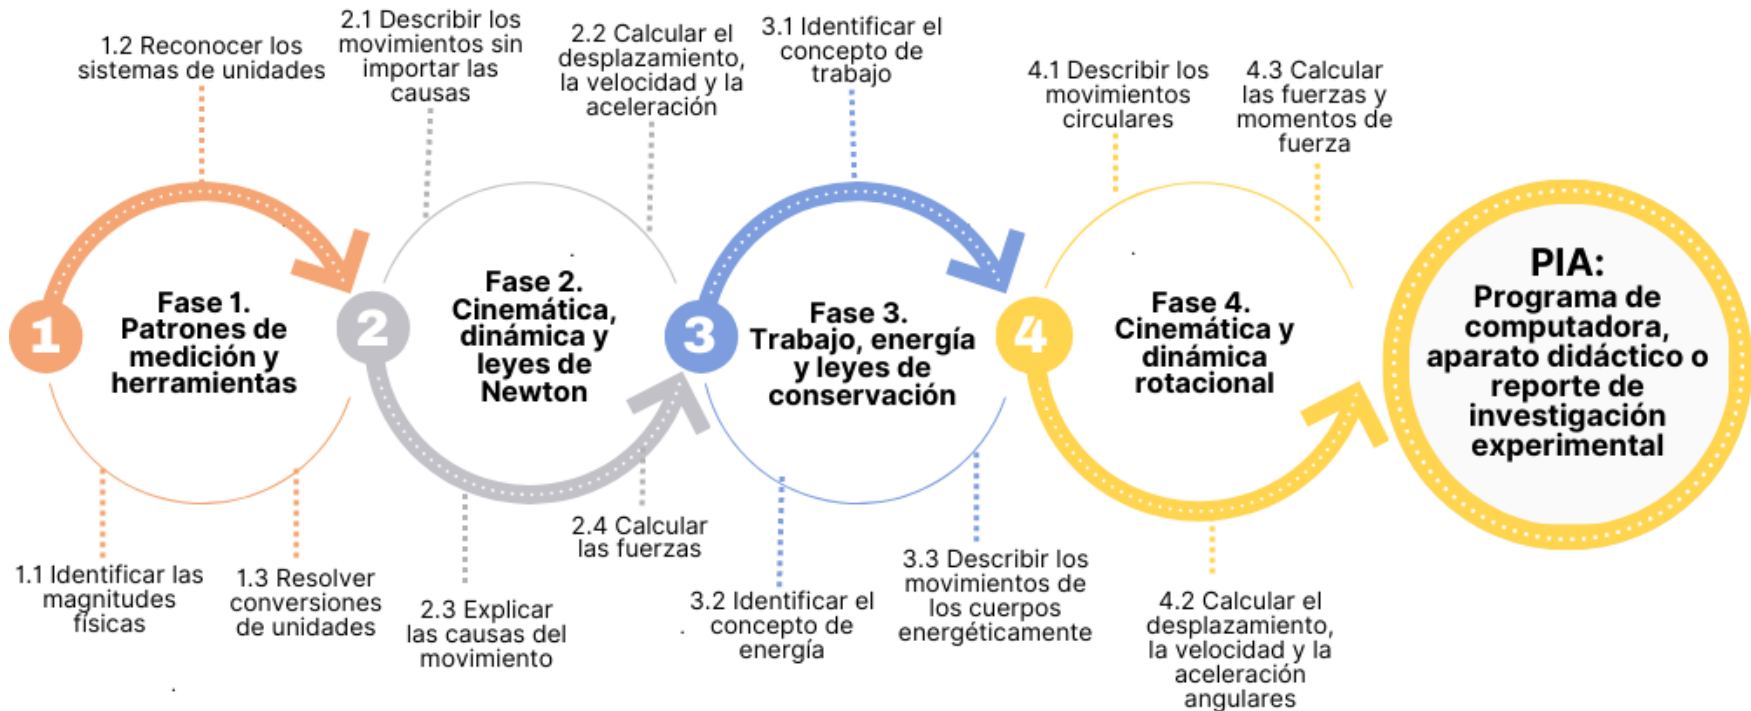 1.2 Reconocer los
sistemas de unidades
2.1 Describir los
movimientos sin
importar las
causas
2.2 Calcular el
desplazamiento,
la velocidad y la
aceleración
3.1 Identificar el
concepto de
trabajo
4.1 Describir los
movimientos
circulares
4.3 Calcular
las fuerzas y
momentos de
fuerza
1
Fase 1.
Patrones de
medición y
herramientas
2
Fase 2.
Cinemática,
dinámica y
leyes de
Newton
3
Fase 3.
Trabajo, energía
y leyes de
conservación
4
Fase 4.
Cinemática y
dinámica
rotacional
PIA:
Programa de
computadora,
aparato didáctico o
reporte de
investigación
experimental
1.1 Identificar las
magnitudes
físicas
1.3 Resolver
conversiones
de unidades
2.3 Explicar
las causas del
movimiento
2.4 Calcular
las fuerzas
3.2 Identificar el
concepto de
energía
3.3 Describir los
movimientos de
los cuerpos
energéticamente
4.2 Calcular el
desplazamiento,
la velocidad y la
aceleración
angulares